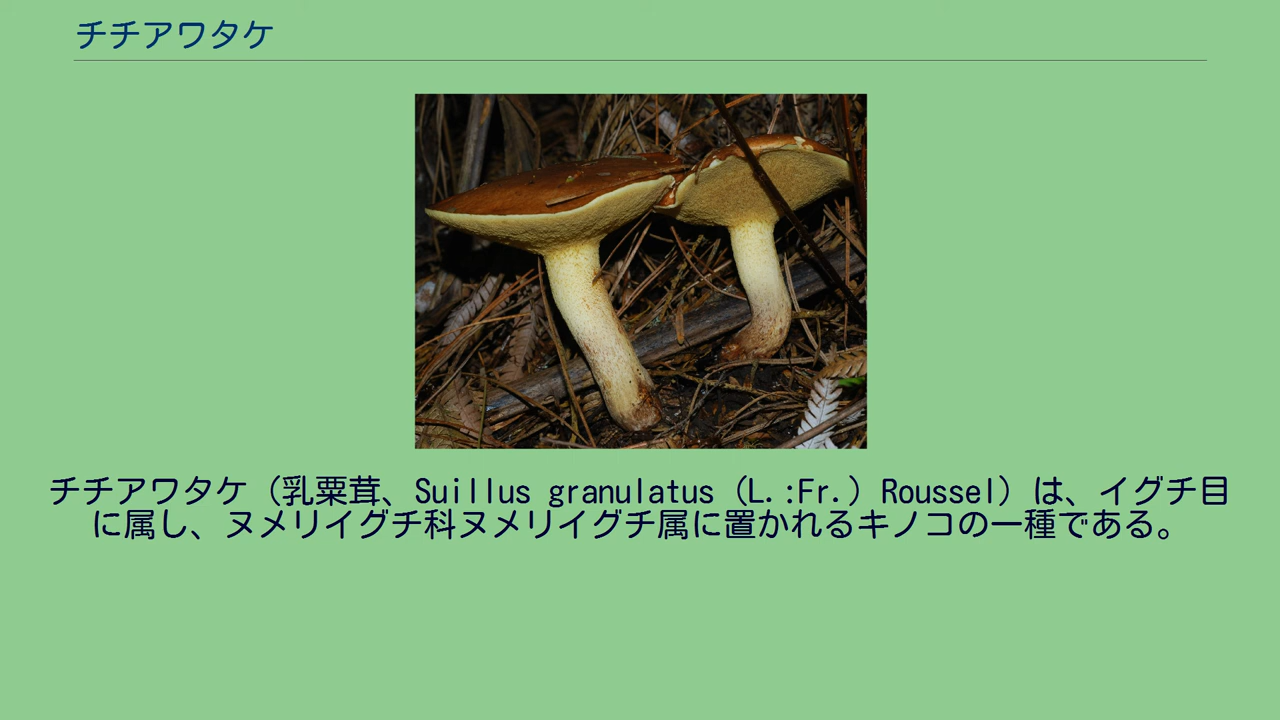 チチアワタケ
チチアワタケ（乳粟茸、Suillus granulatus（L.:Fr.）Roussel）は、イグチ目
に属し、ヌメリイグチ科ヌメリイグチ属に置かれるキノコの一種である。